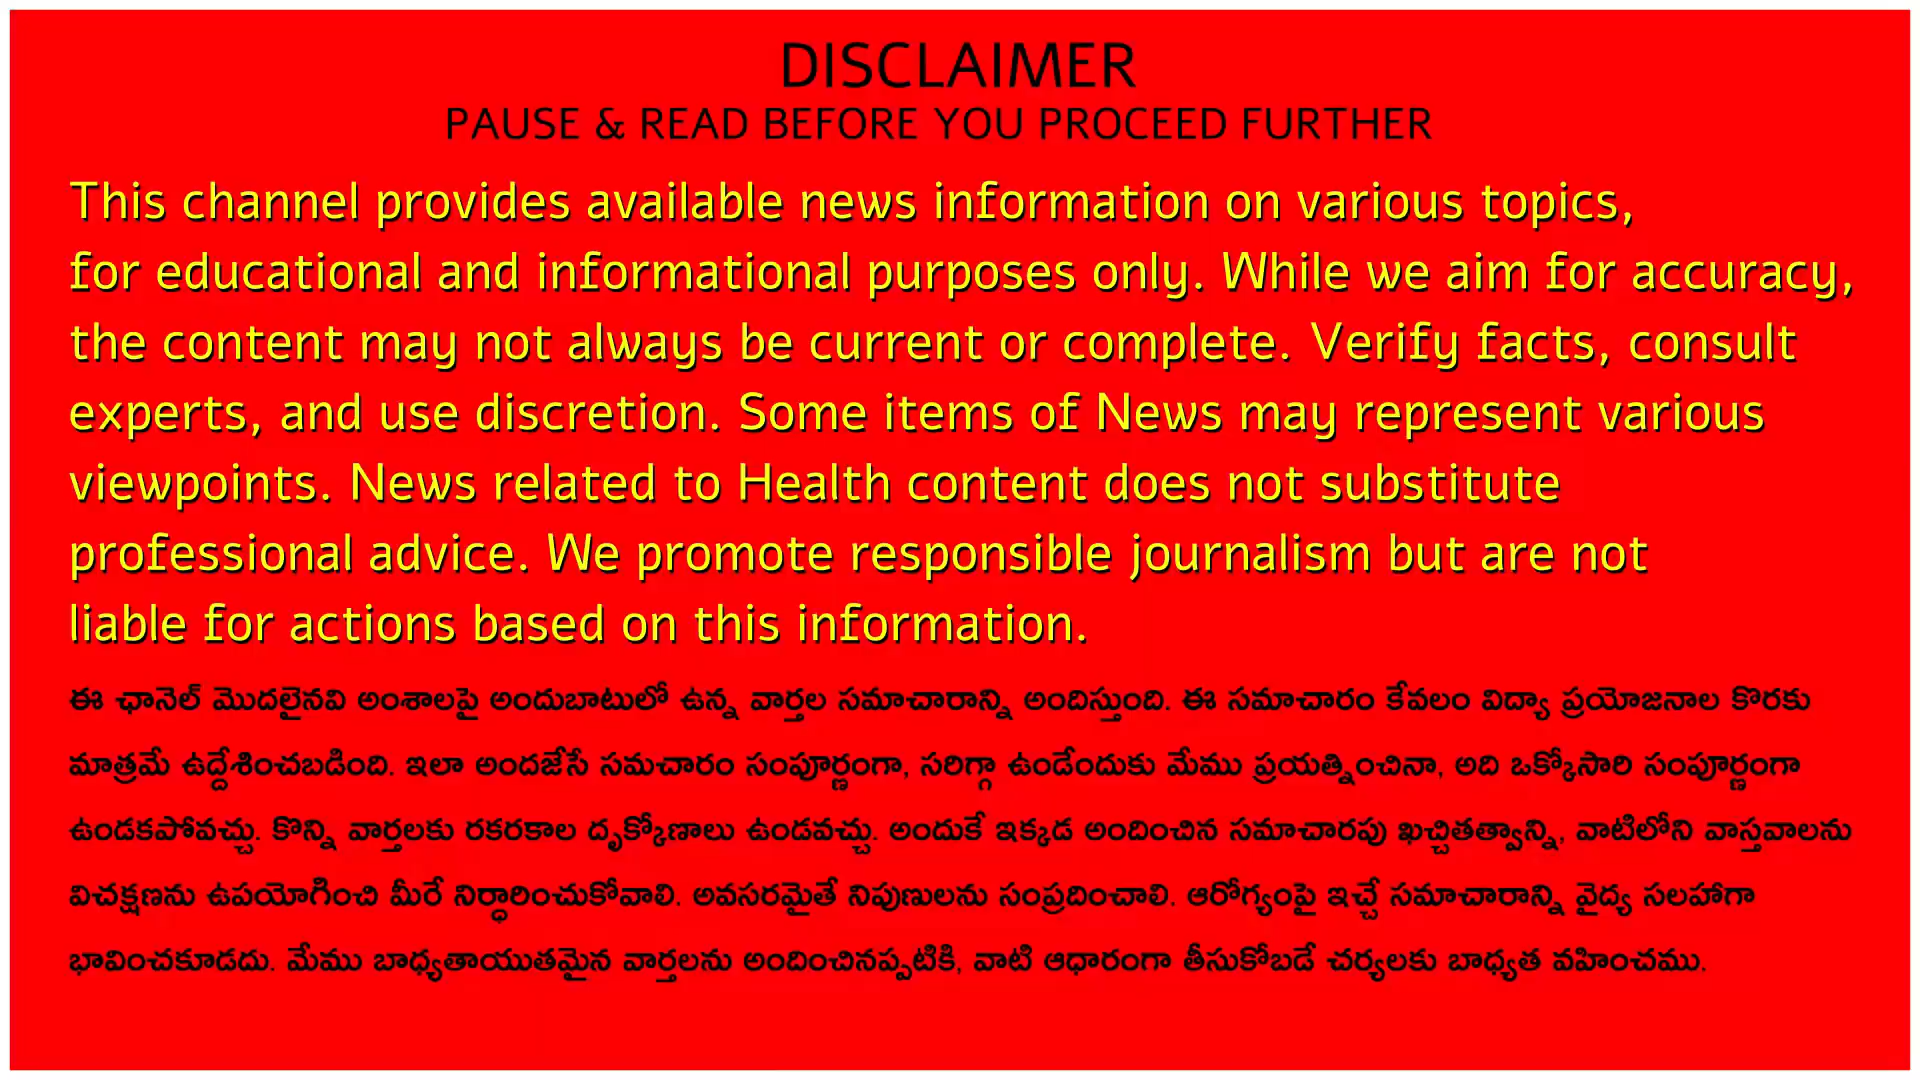 DISCLAIMER
PAUSE & READ BEFORE YOU PROCEED FURTHER
This channel provides available news information on various topics,
for educational and informational purposes only. While we aim for accuracy,
the content may not always be current or complete. Verify facts, consult
experts, and use discretion. Some items of News may represent various
viewpoints. News related to Health content does not substitute
professional advice. We promote responsible journalism but are not
liable for actions based on this information.
ఈ ఛానెల్ మొదలైనవి అంశాలపై అందుబాటులో ఉన్న వార్తల సమాచారాన్ని అందిస్తుంది. ఈ సమాచారం కేవలం విద్యా ప్రయోజనాల కొరకు
మాత్రమే ఉద్దేశించబడింది. ఇలా అందజేసే సమచారం సంపూర్ణంగా, సరిగ్గా ఉండేందుకు మేము ప్రయత్నించినా, అది ఒక్కోసారి సంపూర్ణంగా
ఉండకపోవచ్చు. కొన్ని వార్తలకు రకరకాల దృక్కోణాలు ఉండవచ్చు. అందుకే ఇక్కడ అందించిన సమాచారపు ఖచ్చితత్వాన్ని, వాటిలోని వాస్తవాలను
విచక్షణను ఉపయోగించి మీరే నిర్ధారించుకోవాలి. అవసరమైతే నిపుణులను సంప్రదించాలి. ఆరోగ్యంపై ఇచ్చే సమాచారాన్ని వైద్య సలహాగా
భావించకూడదు. మేము బాధ్యతాయుతమైన వార్తలను అందించినప్పటికి, వాటి ఆధారంగా తీసుకోబడే చర్యలకు బాధ్యత వహించము.